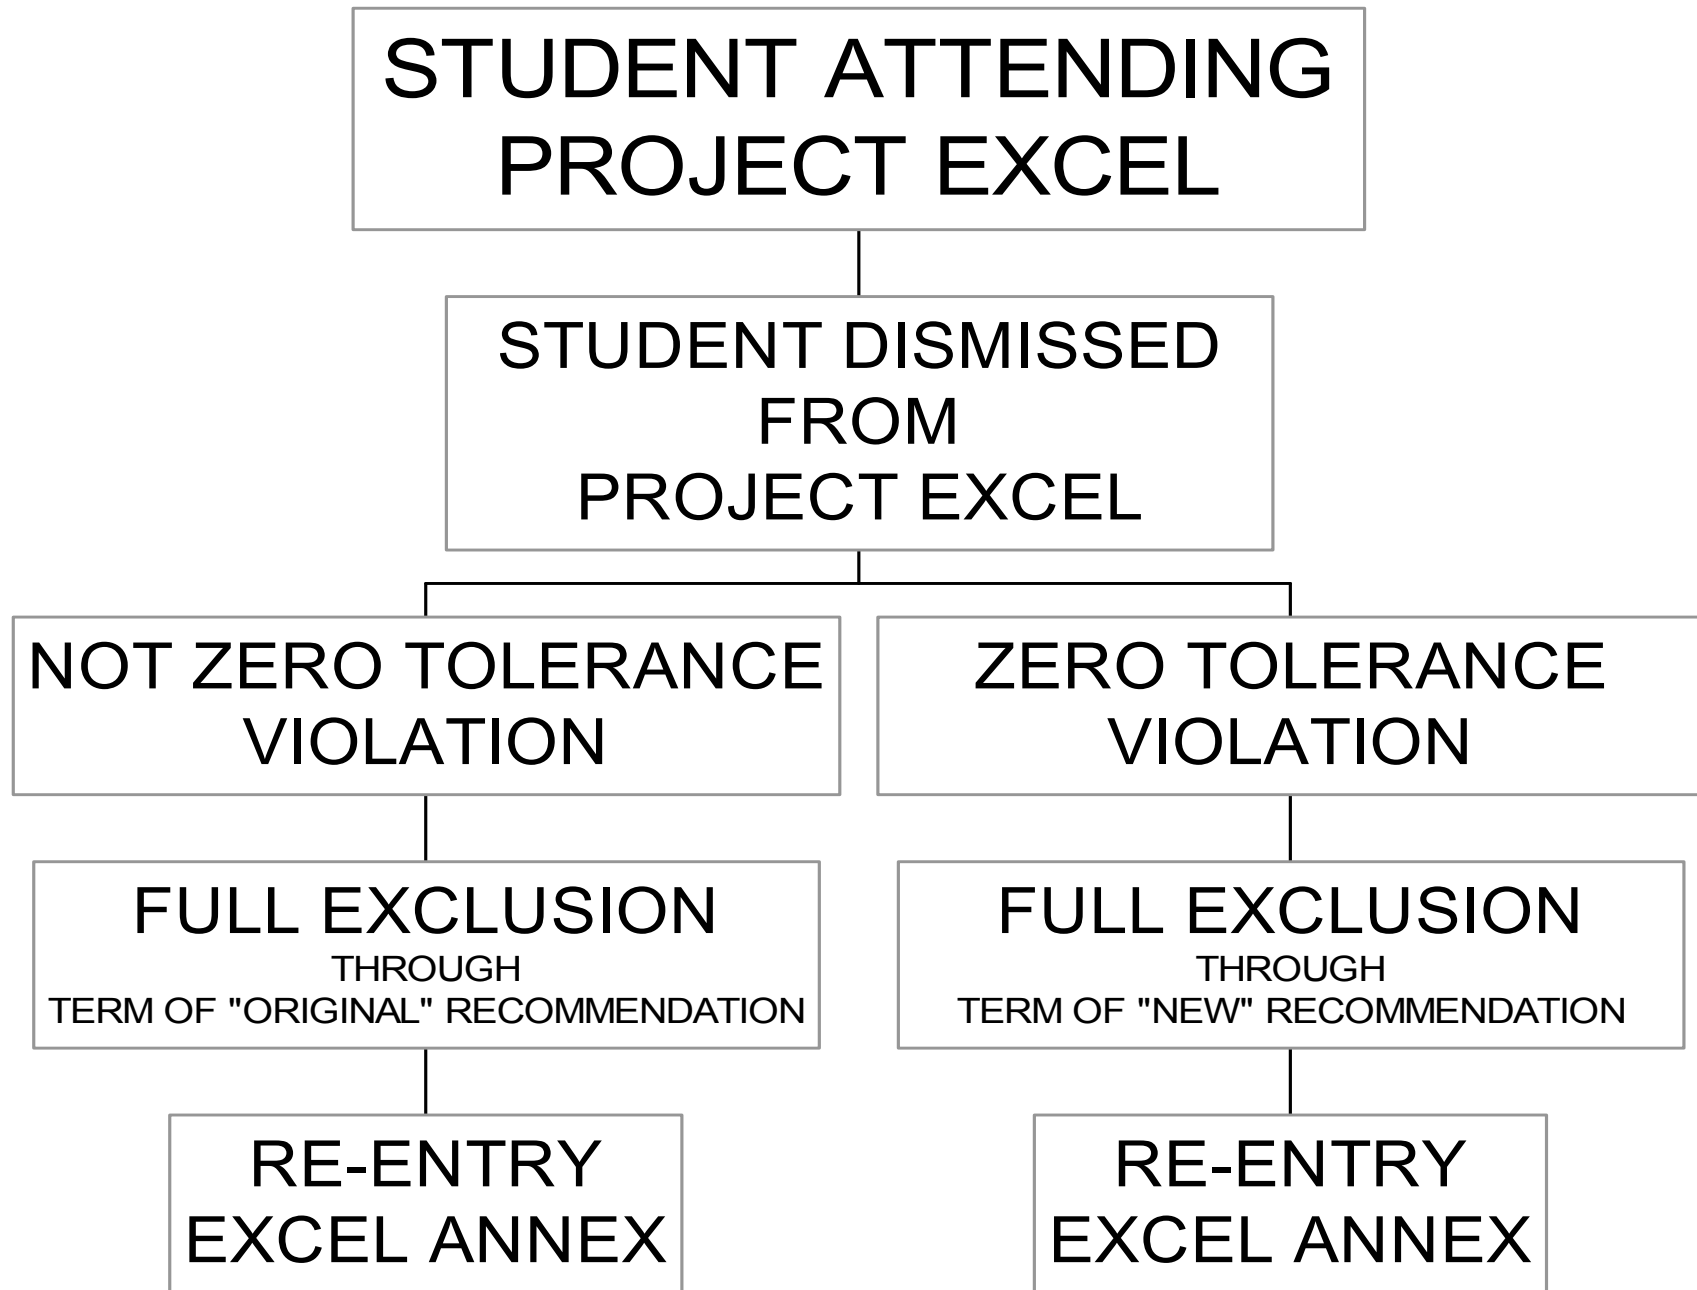 STUDENT ATTENDING
PROJECT EXCEL
STUDENT DISMISSED
FROM
PROJECT EXCEL
NOT ZERO TOLERANCE
VIOLATION
ZERO TOLERANCE
VIOLATION
FULL EXCLUSION
THROUGH
TERM OF "ORIGINAL" RECOMMENDATION
FULL EXCLUSION
THROUGH
TERM OF "NEW" RECOMMENDATION
RE-ENTRY
EXCEL ANNEX
RE-ENTRY
EXCEL ANNEX